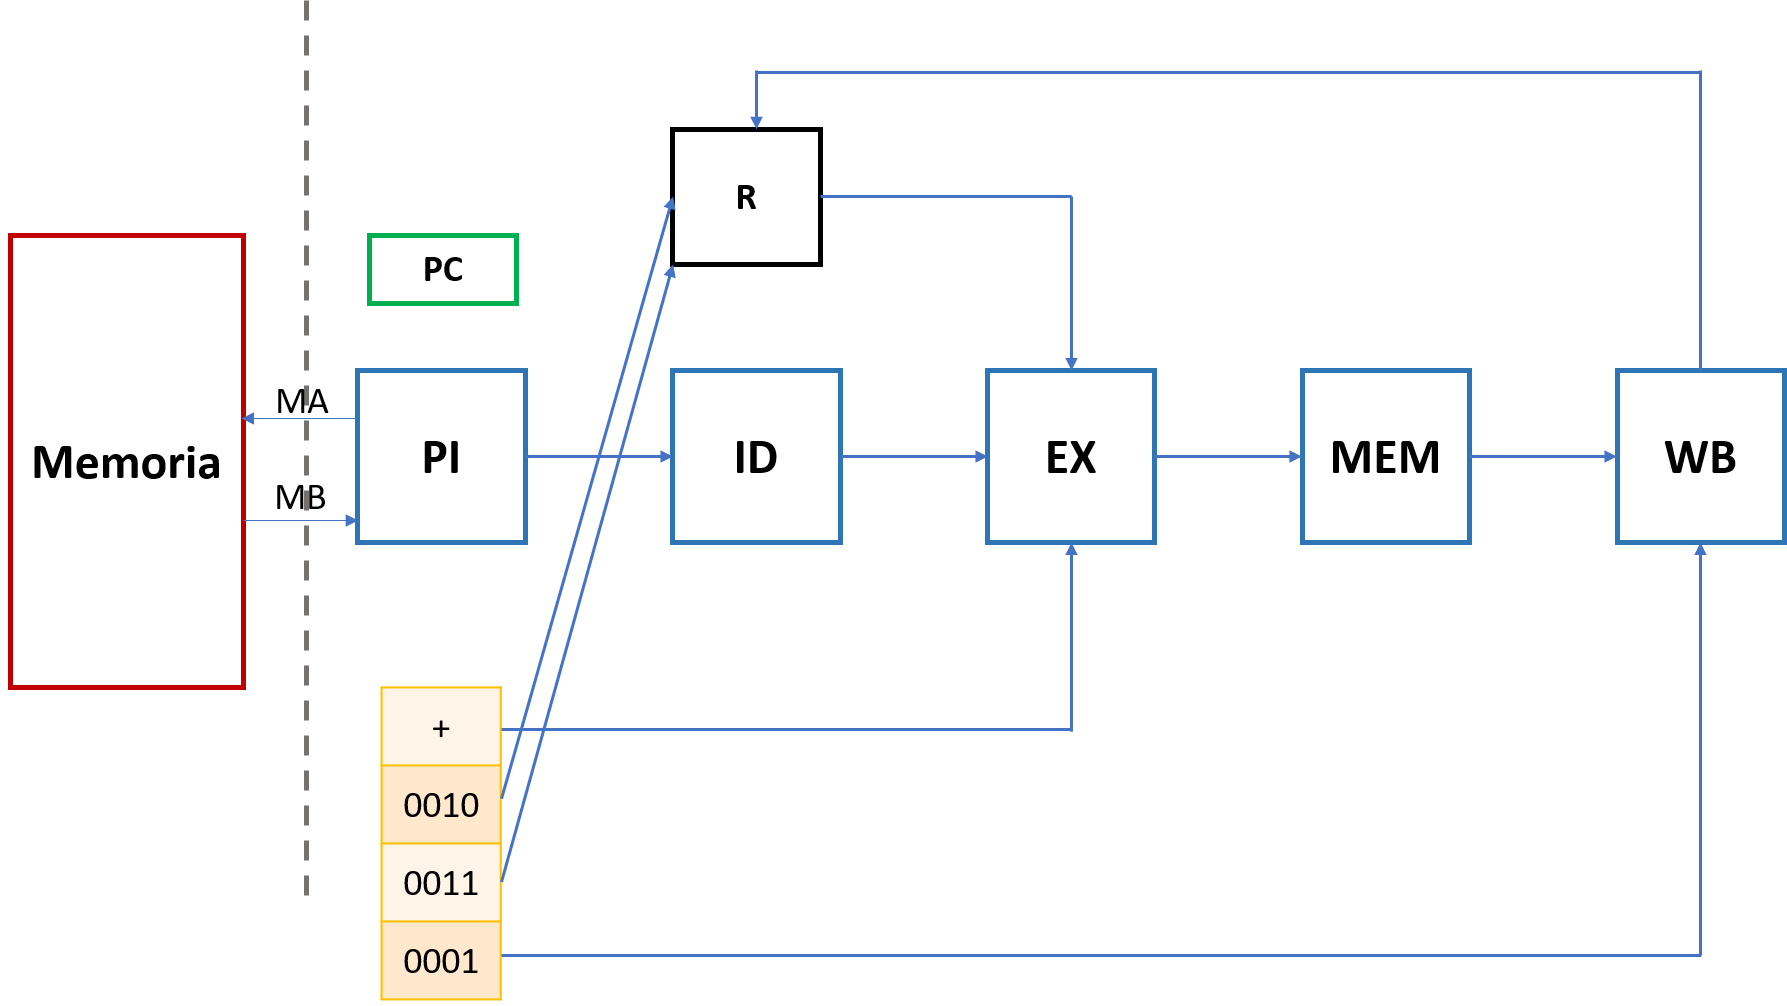 R
PC
MA
Memoria
PI
ID
EX
MEM
WB
MB
+
0010
0011
0001